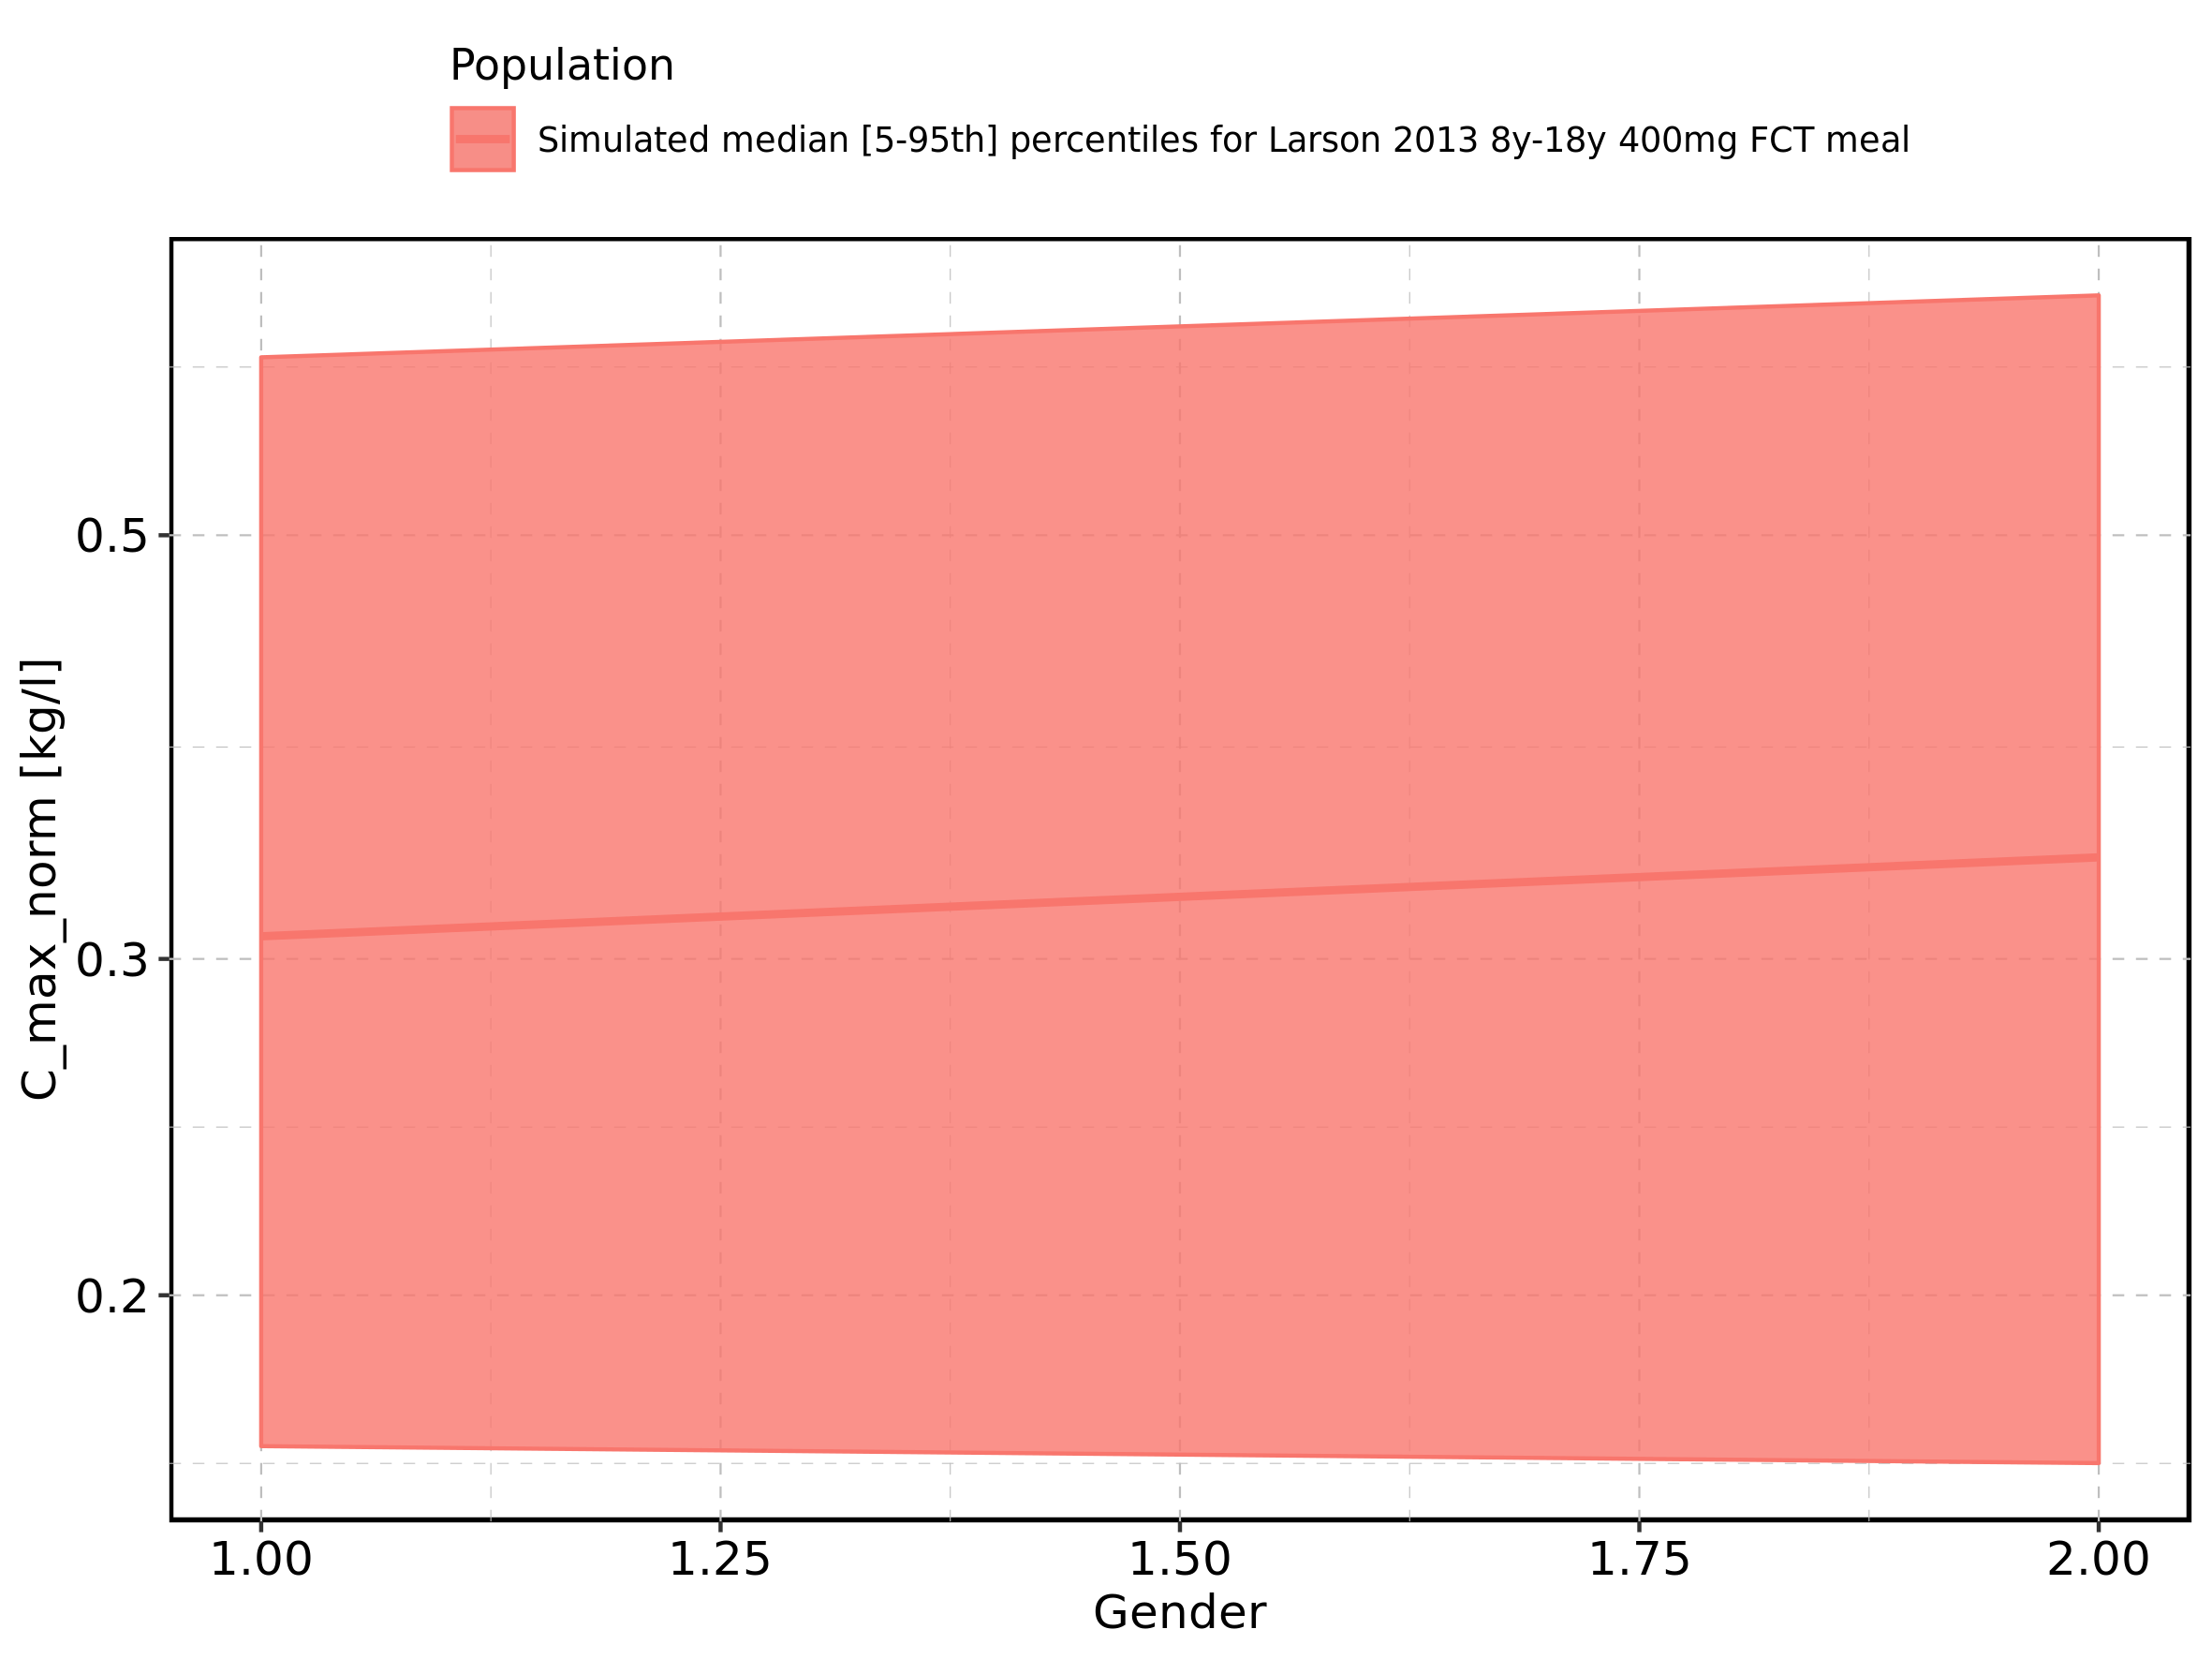 Population
Simulated median [5-95th] percentiles for Larson 2013 8y-18y 400mg FCT meal
C_max_norm [kg/l]
0.5
0.3
0.2
1.00 1.25 1.50 1.75 2.00
Gender